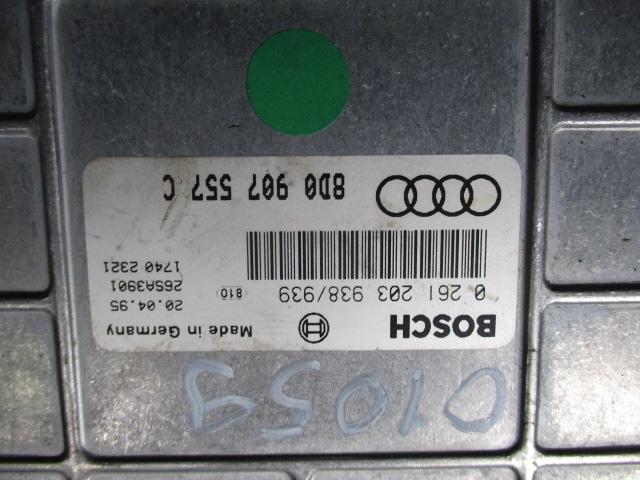 01059
BOSCH Made in Germany
0 261 203 938/939 810 20.04.95
26SA3901
1740 2321
8D0 907 557 C